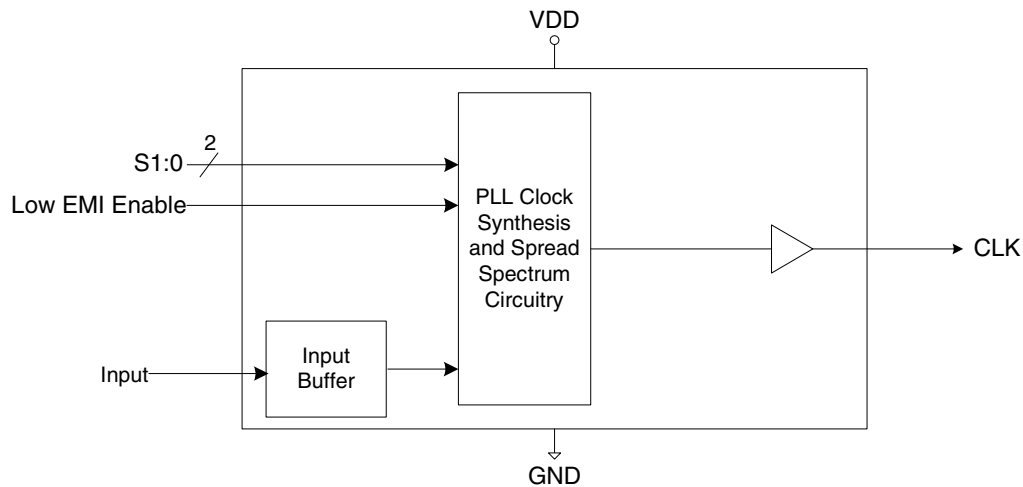 VDD
2
S1:0
Low EMI Enable
PLL Clock
Synthesis
and Spread
Spectrum
Circuitry
CLK
Input
Input
Buffer
GND